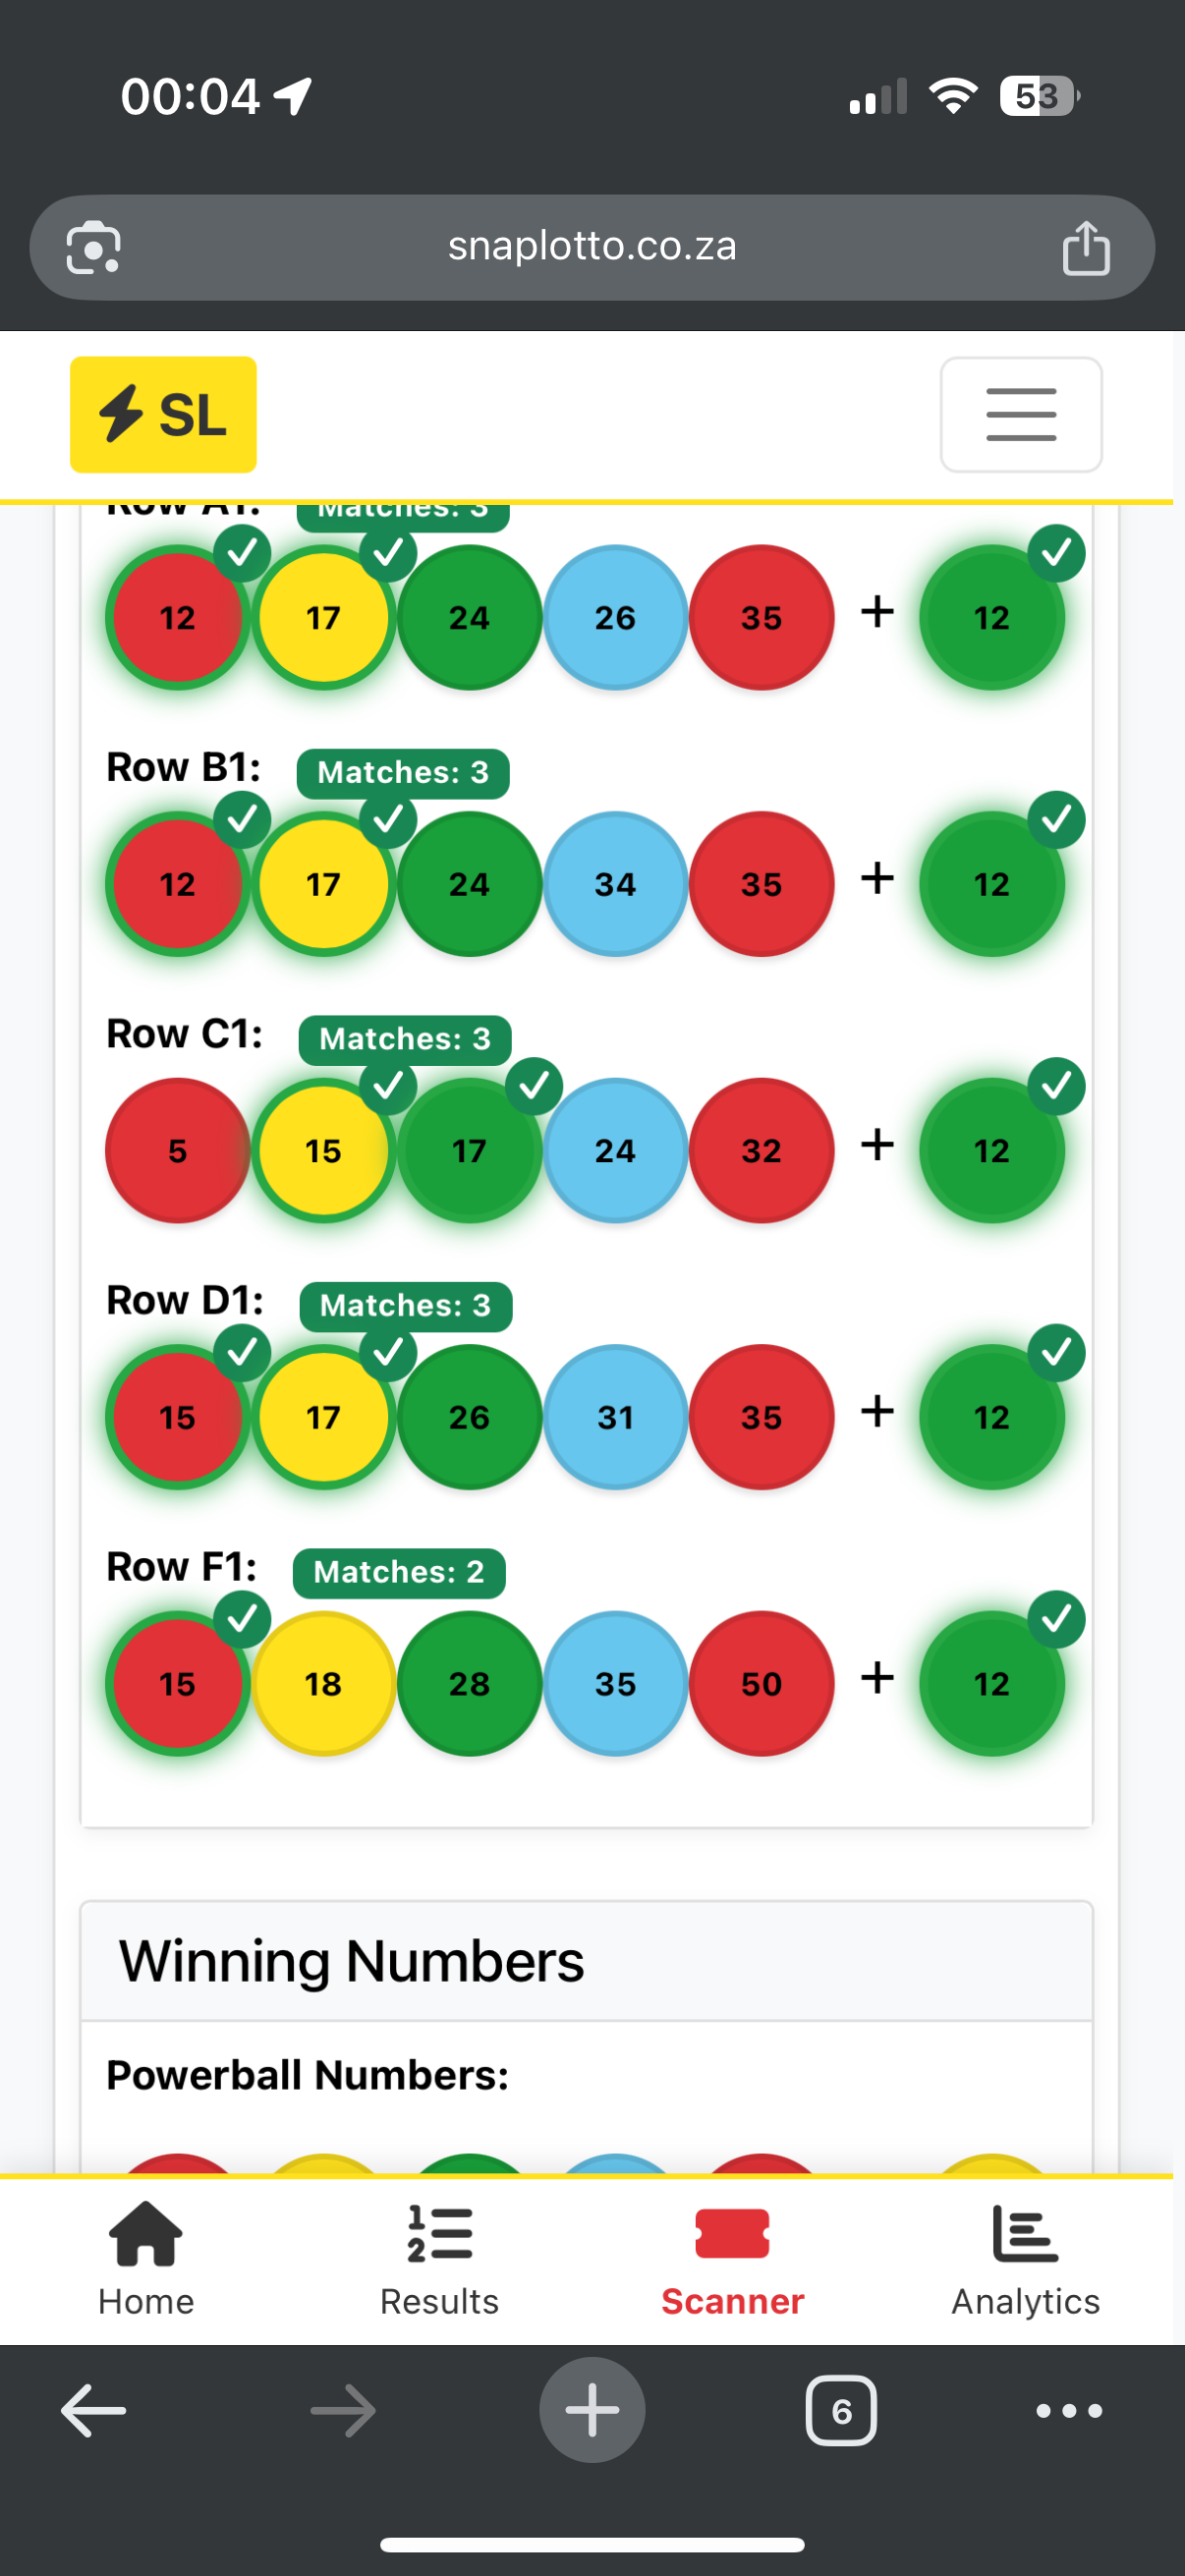 00:04
53
snaplotto.co.za
SL
Row A1: Matches: 3
12 17 24 26 35 + 12
Row B1: Matches: 3
12 17 24 34 35 + 12
Row C1: Matches: 3
5 15 17 24 32 + 12
Row D1: Matches: 3
15 17 26 31 35 + 12
Row F1: Matches: 2
15 18 28 35 50 + 12
Winning Numbers
Powerball Numbers:
Home Results Scanner Analytics
6